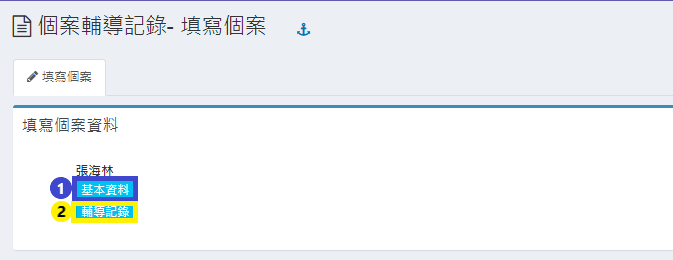 個案輔導記錄- 填寫個案
填寫個案
填寫個案資料
張海林
1 基本資料
2 輔導記錄